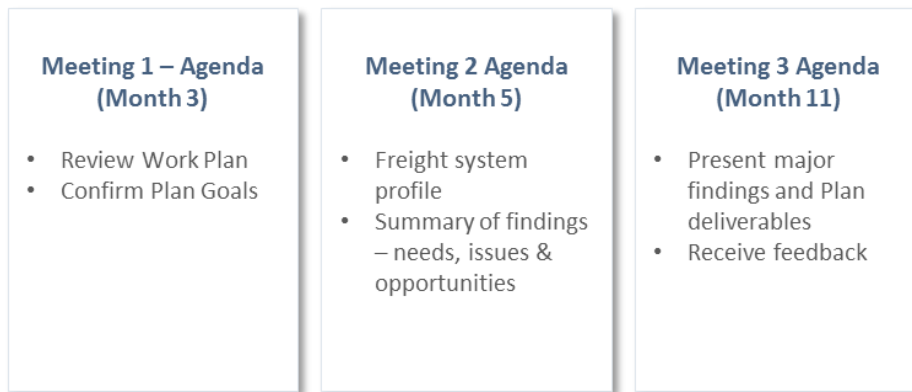 Meeting 1 – Agenda
(Month 3)
• Review Work Plan
• Confirm Plan Goals
Meeting 2 Agenda
(Month 5)
• Freight system
profile
• Summary of findings
– needs, issues &
opportunities
Meeting 3 Agenda
(Month 11)
• Present major
findings and Plan
deliverables
• Receive feedback